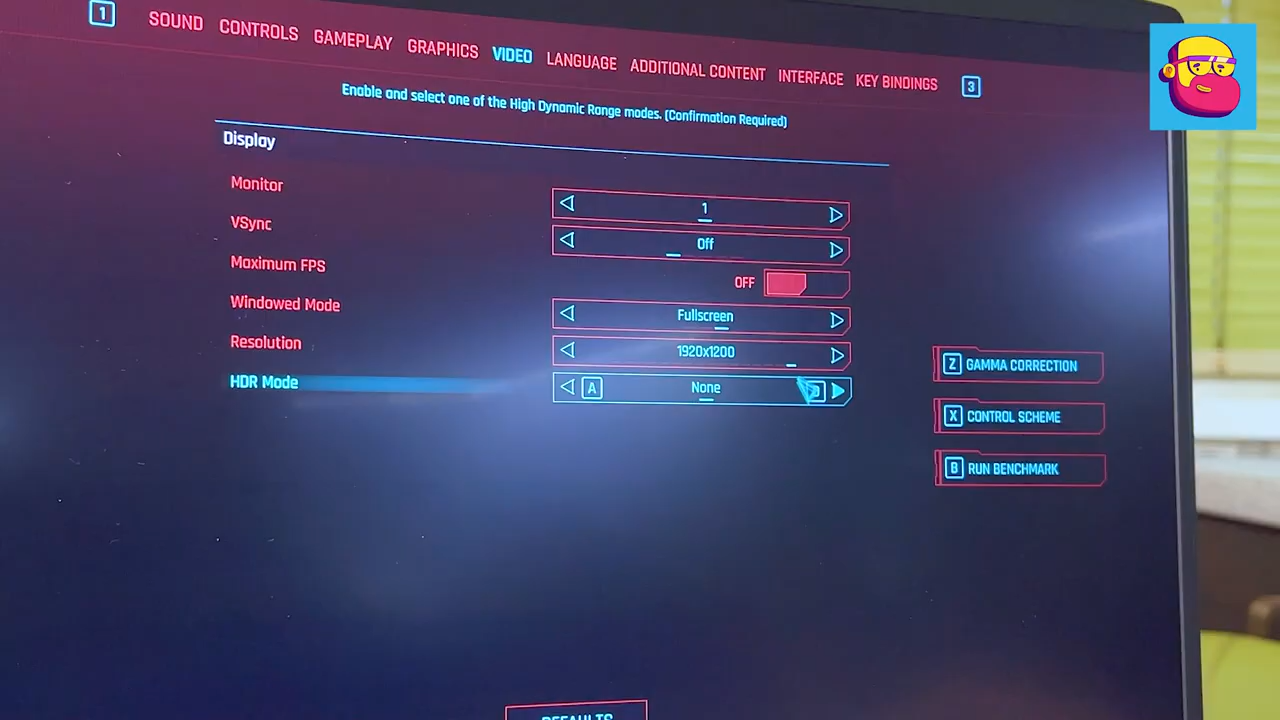 1 SOUND CONTROLS GAMEPLAY GRAPHICS VIDEO LANGUAGE ADDITIONAL CONTENT INTERFACE KEY BINDINGS 3
Enable and select one of the High Dynamic Range modes. (Confirmation Required)
Display
Monitor
1
VSync
Off
Maximum FPS
OFF
Windowed Mode
Fullscreen
Resolution
1920x1200
HDR Mode
A None
Z GAMMA CORRECTION
X CONTROL SCHEME
B RUN BENCHMARK
DEFAULTS